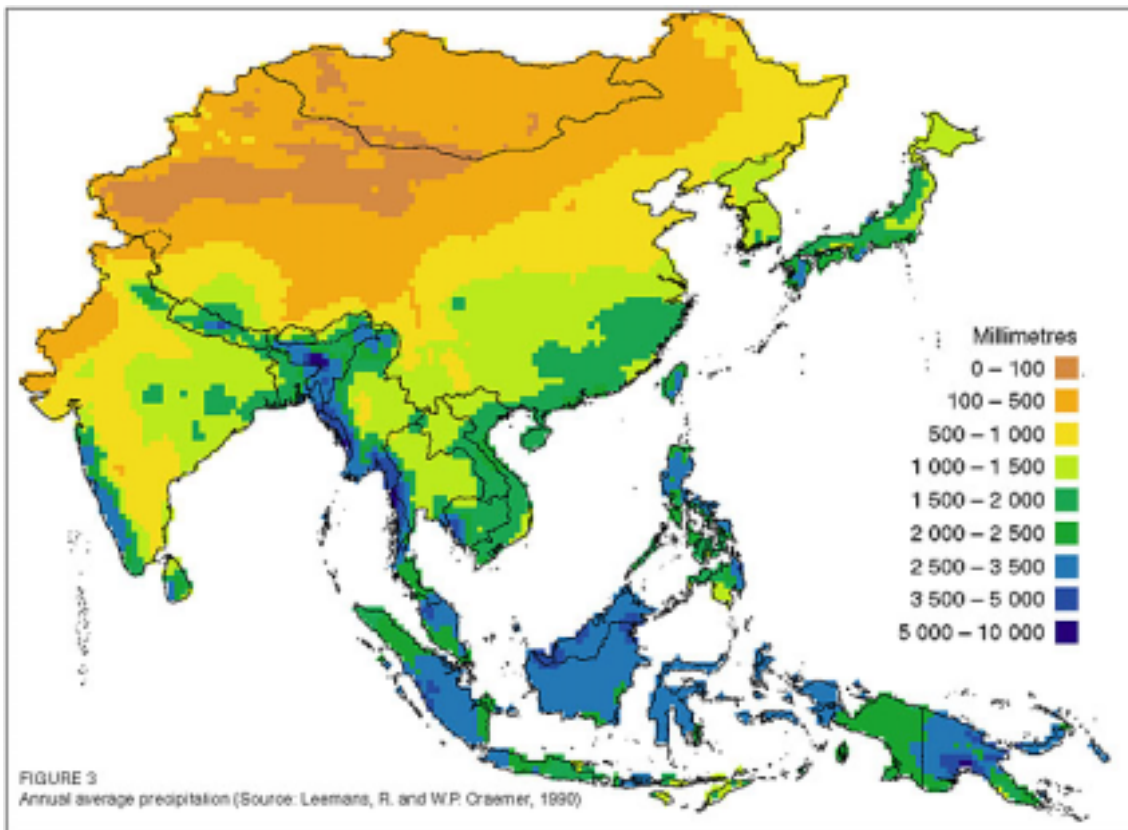 Millimetres
0 – 100
100 – 500
500 – 1 000
1 000 – 1 500
1 500 – 2 000
2 000 – 2 500
2 500 – 3 500
3 500 – 5 000
5 000 – 10 000
FIGURE 3
Annual average precipitation (Source: Leemans, R. and W.P. Craemer, 1990)